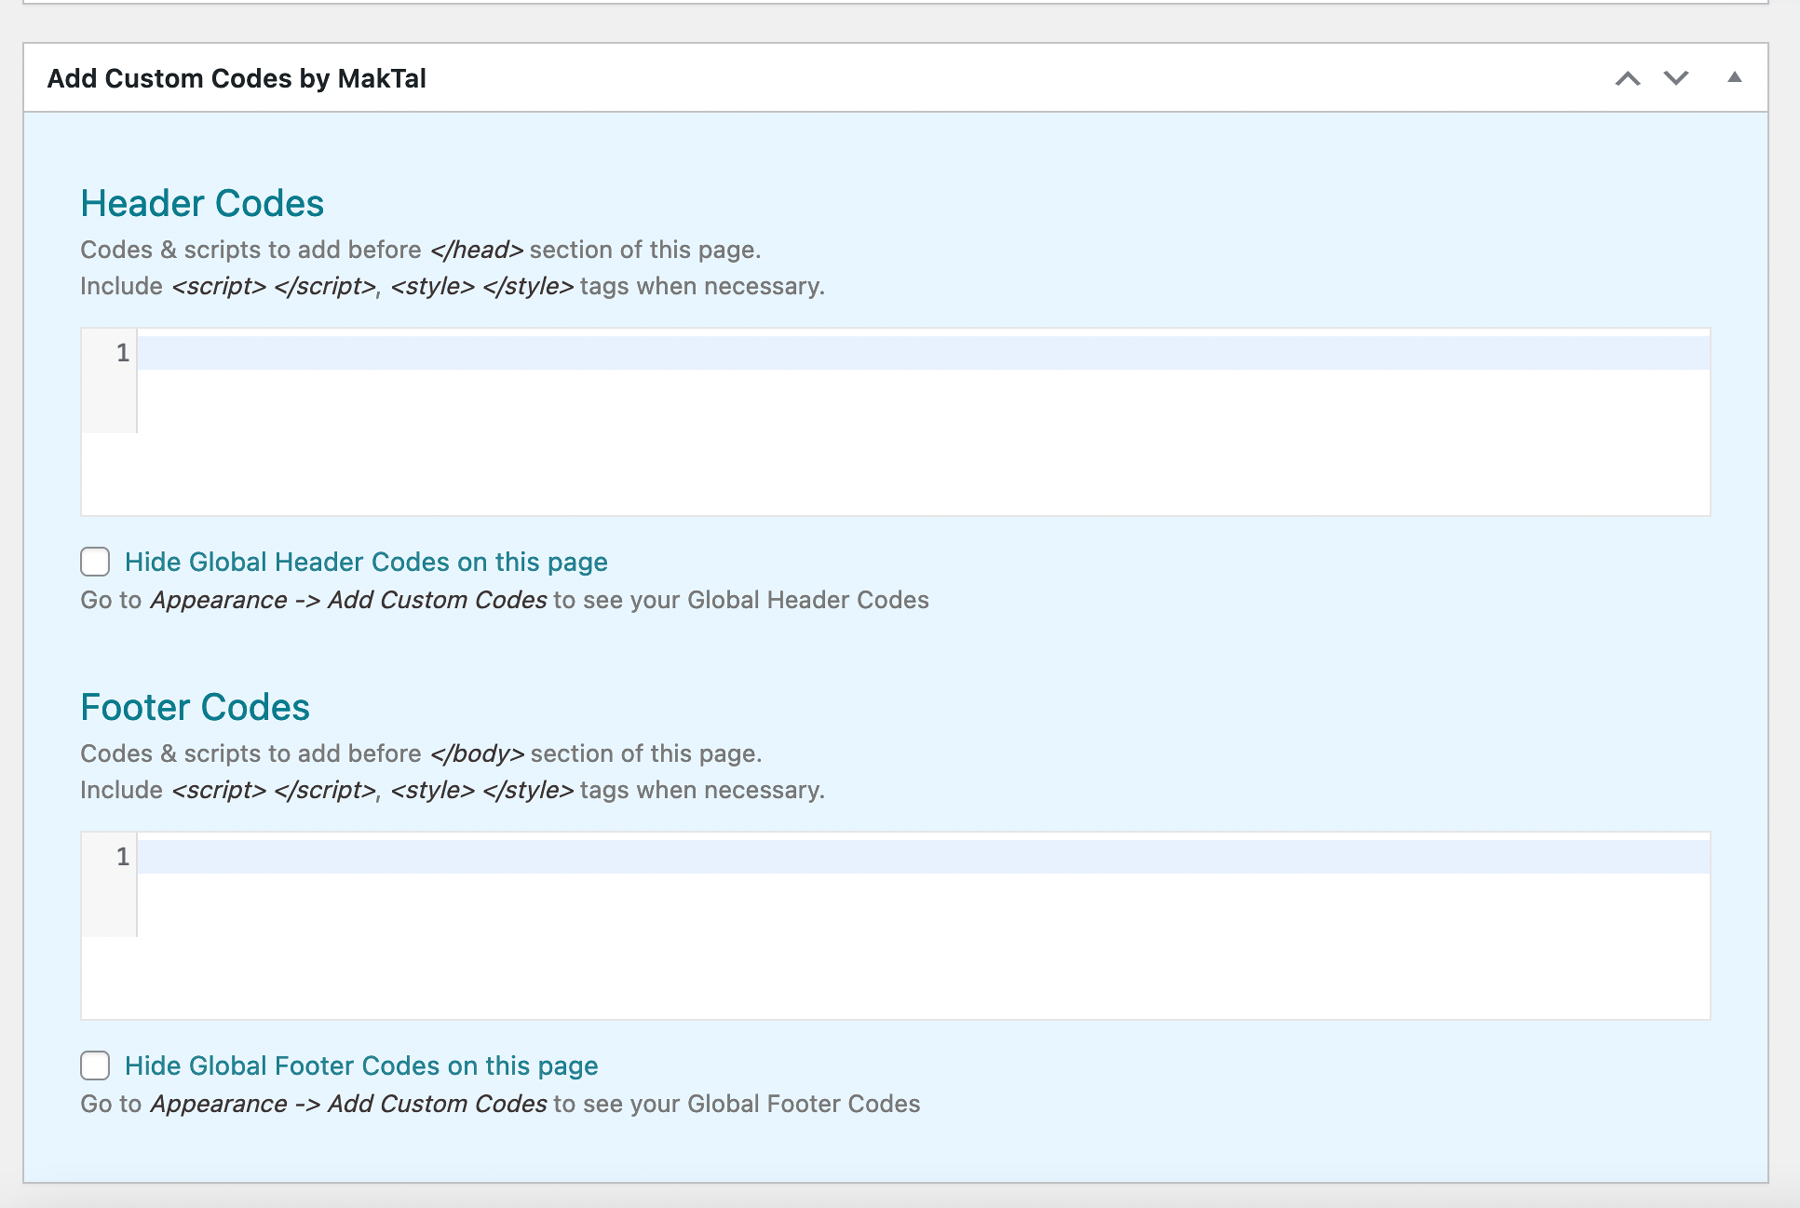 Add Custom Codes by MakTal
Header Codes
Codes & scripts to add before </head> section of this page.
Include <script> </script>, <style> </style> tags when necessary.
1
Hide Global Header Codes on this page
Go to Appearance -> Add Custom Codes to see your Global Header Codes
Footer Codes
Codes & scripts to add before </body> section of this page.
Include <script> </script>, <style> </style> tags when necessary.
1
Hide Global Footer Codes on this page
Go to Appearance -> Add Custom Codes to see your Global Footer Codes